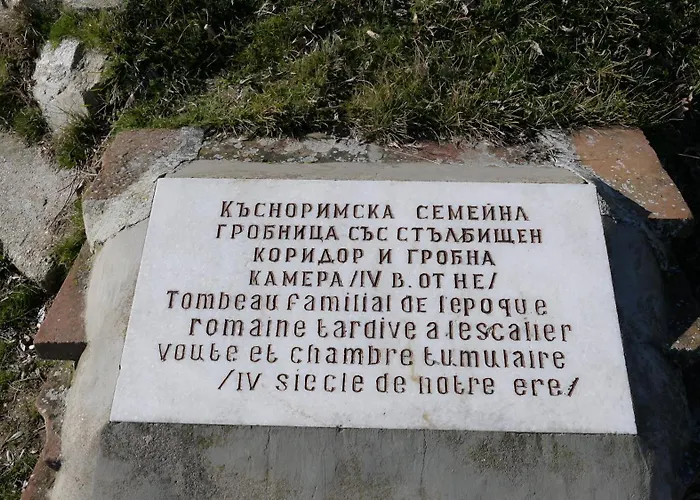 КЪСНОРИМСКА СЕМЕЙНА
ГРОБНИЦА СЪС СТЪЛБИЩЕН
КОРИДОР И ГРОБНА
КАМЕРА/IV В. ОТ НЕ/
Tombeau familial de l'epoque
romaine tardive a lescalier
voute et chambre tumulaire
/IV siecle de notre ere/